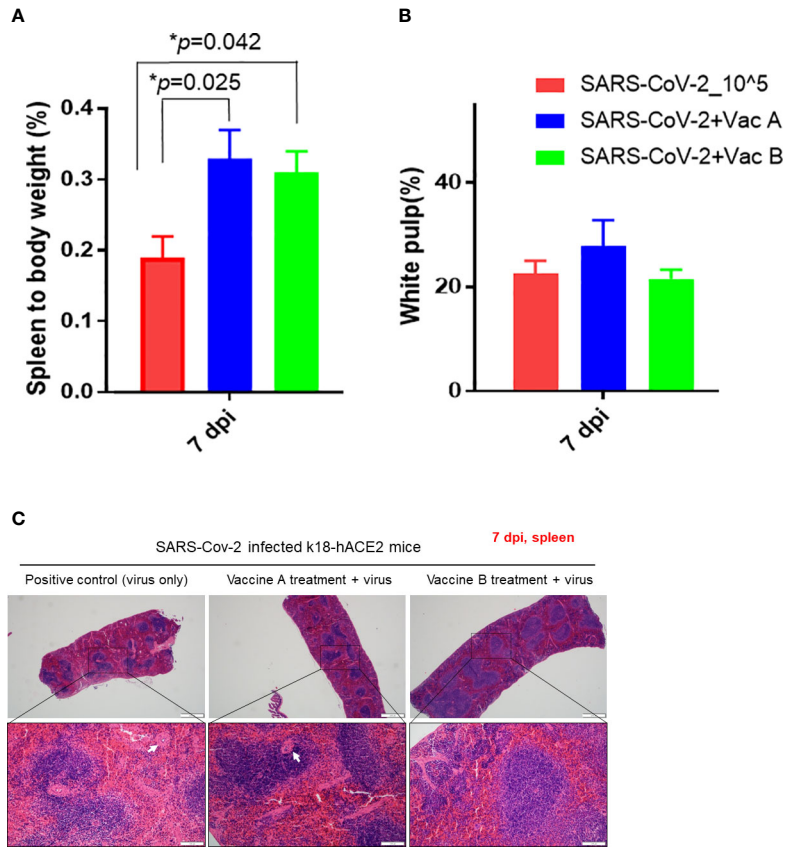 A
*p=0.042
*p=0.025
Spleen to body weight (%)
0.4
0.3
0.2
0.1
0.0
7 dpi
B
SARS-CoV-2_10^5
SARS-CoV-2+Vac A
SARS-CoV-2+Vac B
White pulp(%)
40
20
0
7 dpi
C
SARS-Cov-2 infected k18-hACE2 mice
7 dpi, spleen
Positive control (virus only)
Vaccine A treatment + virus
Vaccine B treatment + virus